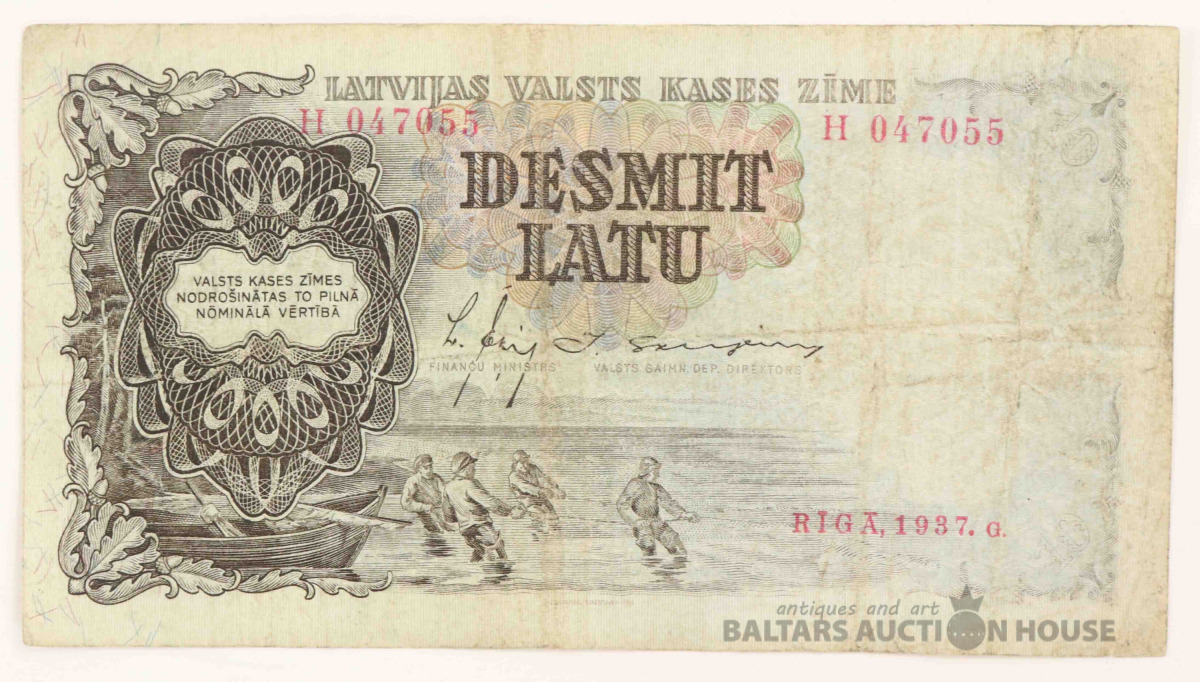 LATVIJAS VALSTS KASES ZĪME
H 047055
H 047055
DESMIT
LATU
VALSTS KASES ZĪMES
NODROŠINĀTAS TO PILNĀ
NŌMINĀLĀ VĒRTĪBĀ
FINANČU MINISTRS
VALSTS SAIMN. DEP. DIREKTORS
RĪGĀ, 1937. G.
antiques and art
BALTARS AUCTION HOUSE